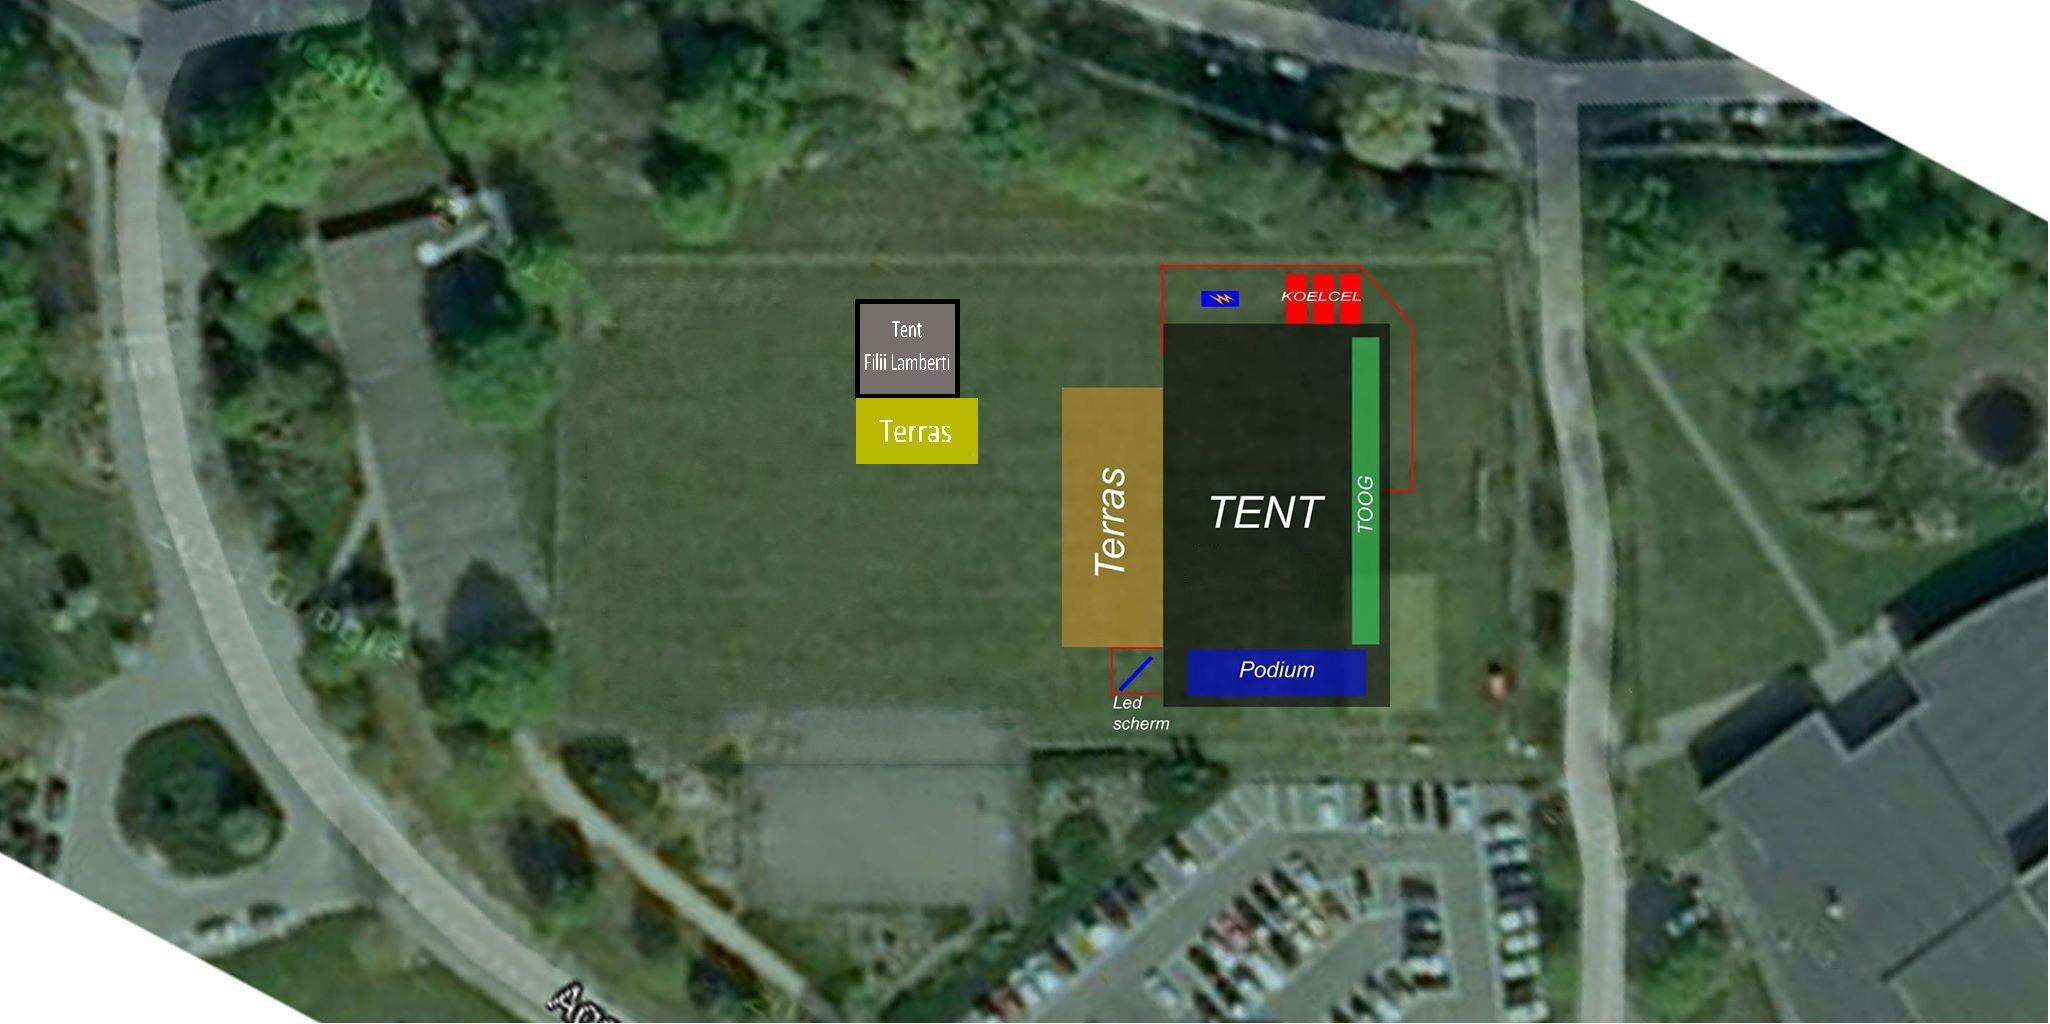 KOELCEL
Tent
Filii Lamberti
Terras
Terras
TENT
TOOG
Podium
Led
scherm